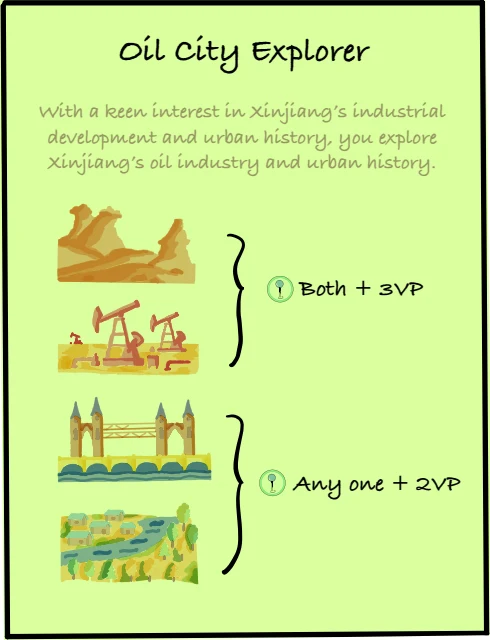 Oil City Explorer
With a keen interest in Xinjiang's industrial
development and urban history, you explore
Xinjiang's oil industry and urban history.
Both + 3VP
Any one + 2VP